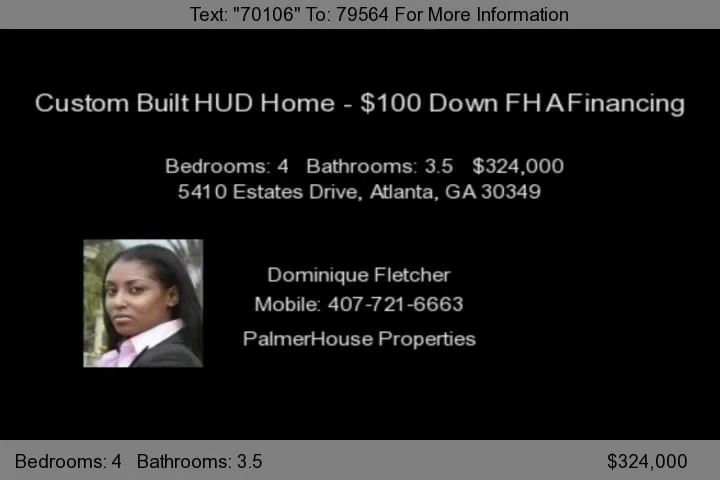 Text: "70106" To: 79564 For More Information
Custom Built HUD Home - $100 Down FHA Financing
Bedrooms: 4 Bathrooms: 3.5 $324,000
5410 Estates Drive, Atlanta, GA 30349
Dominique Fletcher
Mobile: 407-721-6663
PalmerHouse Properties
Bedrooms: 4 Bathrooms: 3.5 $324,000